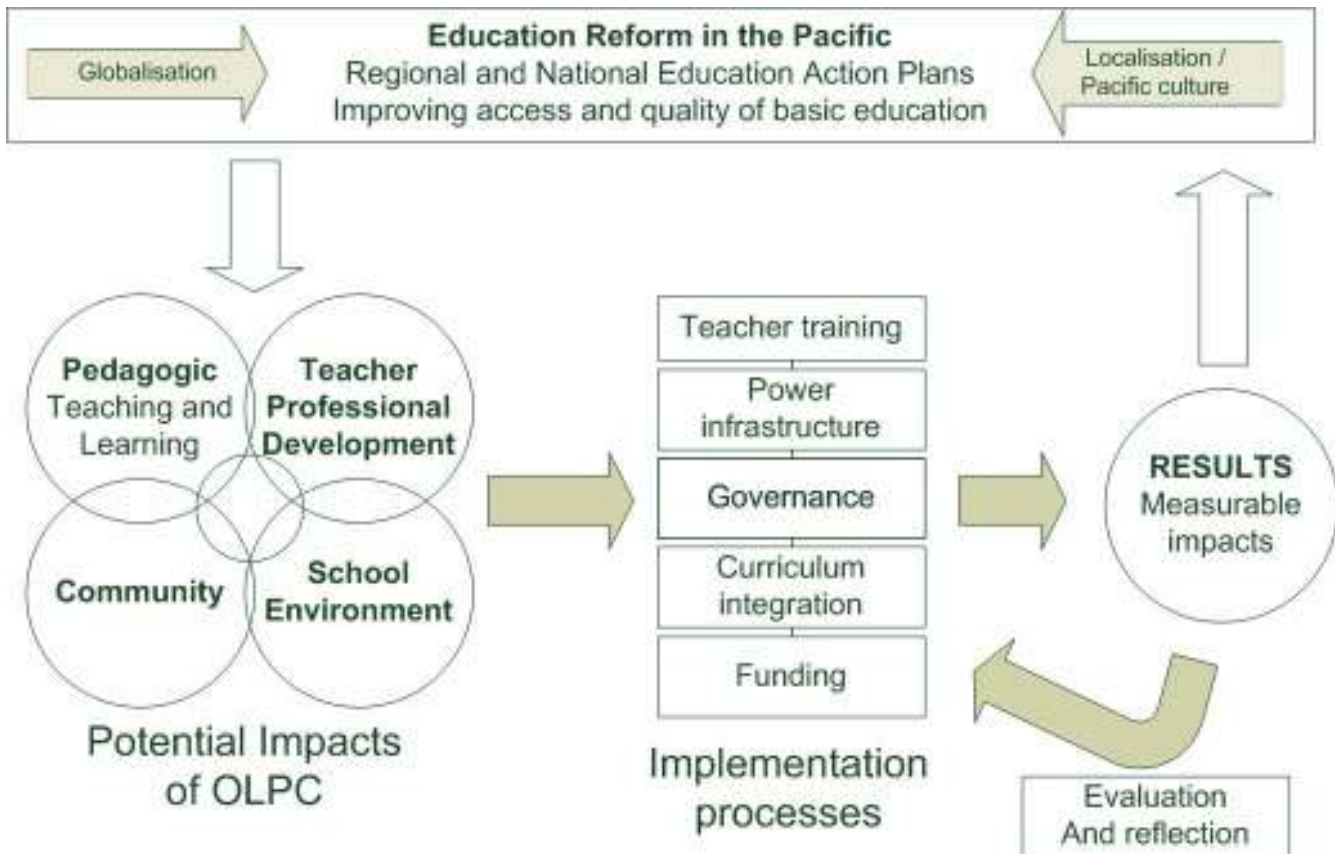 Education Reform in the Pacific
Globalisation
Regional and National Education Action Plans
Improving access and quality of basic education
Localisation /
Pacific culture
Pedagogic
Teaching and
Learning
Teacher
Professional
Development
Community
School
Environment
Potential Impacts
of OLPC
Teacher training
Power
infrastructure
Governance
Curriculum
integration
Funding
Implementation
processes
RESULTS
Measurable
impacts
Evaluation
And reflection